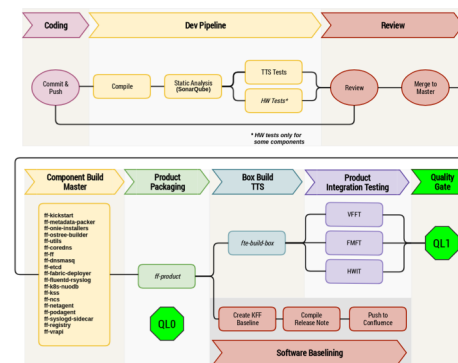 Coding
Dev Pipeline
Review
Commit &
Push
Compile
Static Analysis
(SonarQube)
TTS Tests
HW Tests*
Review
Merge to
Master
* HW tests only for
some components
Component Build
Master
Product
Packaging
Box Build
TTS
Product
Integration Testing
Quality
Gate
ff-kickstart
ff-metadata-packer
ff-onie-installers
ff-ostree-builder
ff-utils
ff-coredns
ff-ff
ff-dnsmasq
ff-etcd
ff-fabric-deployer
ff-fluentd-rsyslog
ff-k8s-nuodb
ff-kss
ff-ncs
ff-netagent
ff-podagent
ff-syslogd-sidecar
ff-registry
ff-vrapi
ff-product
QL0
fte-build-box
VFFT
FMFT
HWIT
QL1
Create KFF
Baseline
Compile
Release Note
Push to
Confluence
Software Baselining